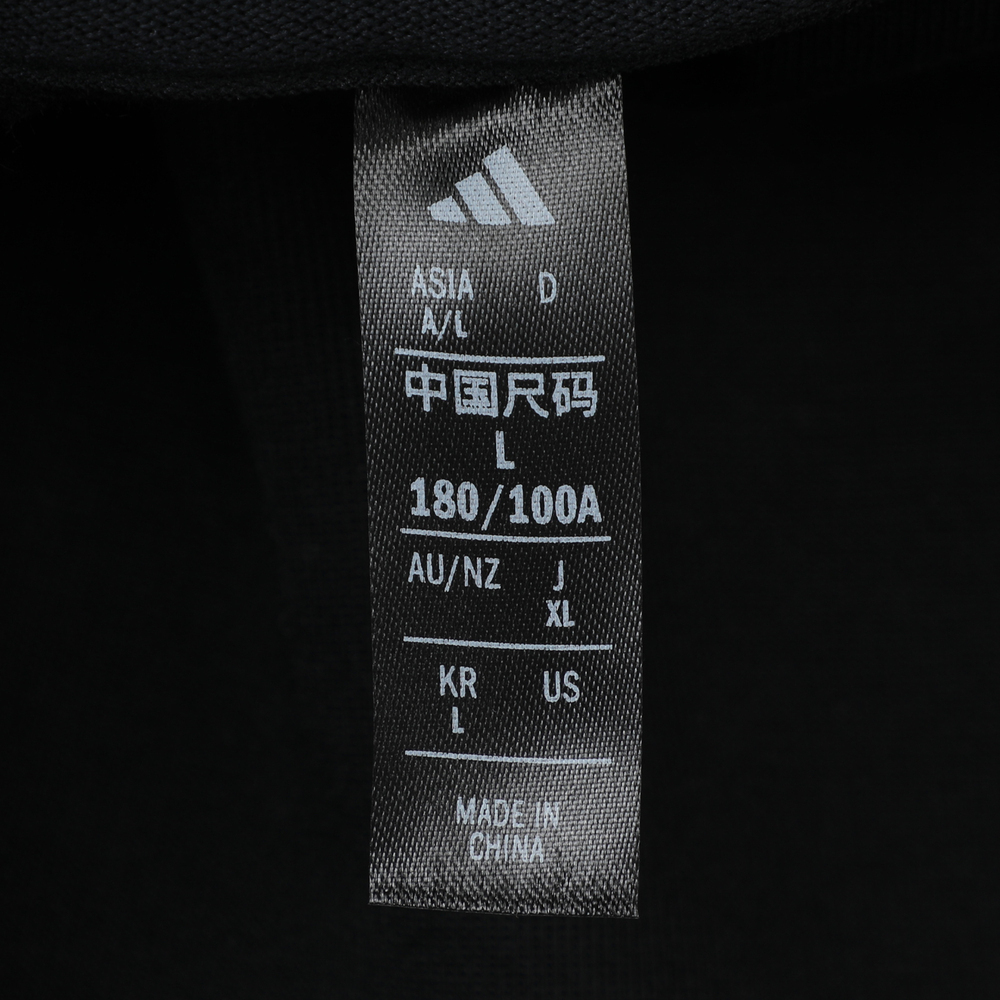 ASIA D
A/L
中国尺码
L
180/100A
AU/NZ J
XL
KR US
L
MADE IN
CHINA